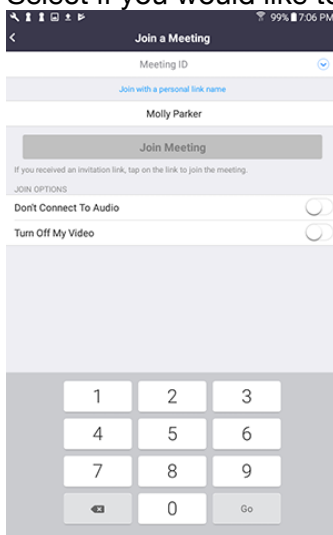 Select if you would like to
99% 7:06 PM
Join a Meeting
Meeting ID
Join with a personal link name
Molly Parker
Join Meeting
If you received an invitation link, tap on the link to join the meeting.
JOIN OPTIONS
Don't Connect To Audio
Turn Off My Video
1 2 3
4 5 6
7 8 9
0 Go